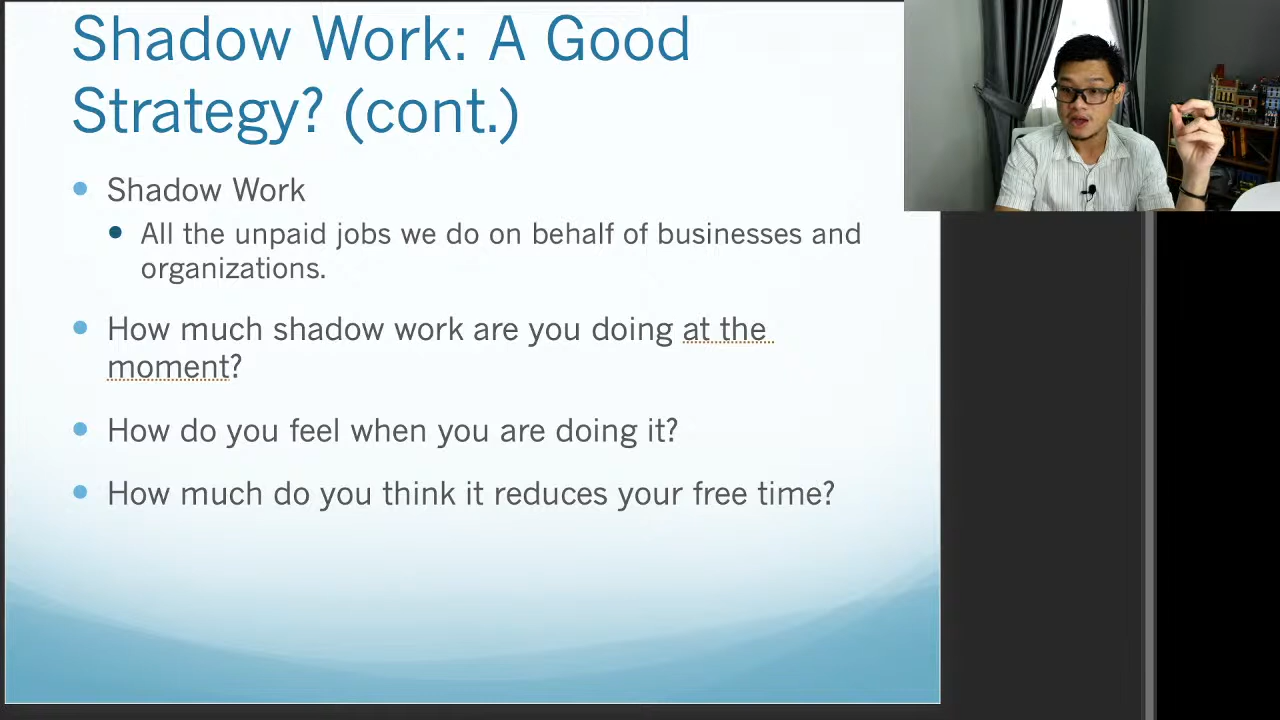 Shadow Work: A Good
Strategy? (cont.)
Shadow Work
All the unpaid jobs we do on behalf of businesses and
organizations.
How much shadow work are you doing at the
moment?
How do you feel when you are doing it?
How much do you think it reduces your free time?